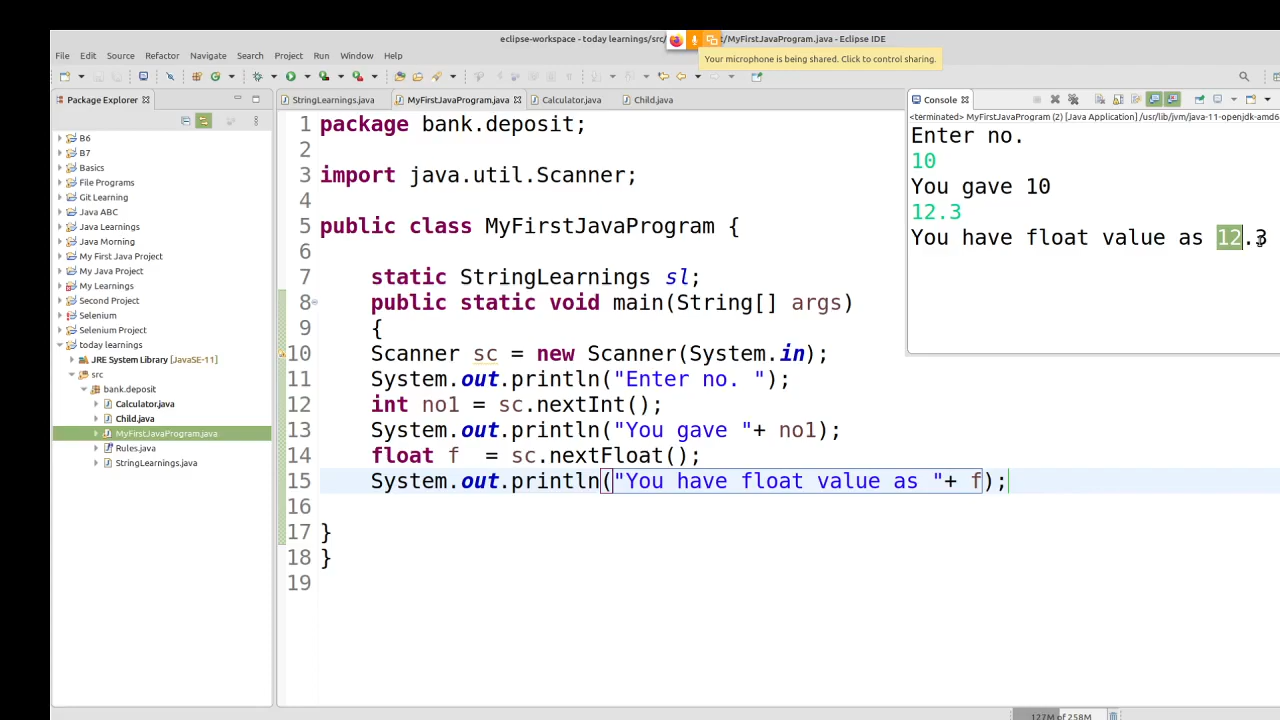 eclipse-workspace - today learnings/src/ t/MyFirstJavaProgram.java - Eclipse IDE
File Edit Source Refactor Navigate Search Project Run Window Help
Your microphone is being shared. Click to control sharing.
Package Explorer
B6
B7
Basics
File Programs
Git Learning
Java ABC
Java Learnings
Java Morning
My First Java Project
My Java Project
My Learnings
Second Project
Selenium
Selenium Project
today learnings
JRE System Library [JavaSE-11]
src
bank.deposit
Calculator.java
Child.java
MyFirstJavaProgram.java
Rules.java
StringLearnings.java
StringLearnings.java MyFirstJavaProgram.java Calculator.java Child.java
1 package bank.deposit;
2
3 import java.util.Scanner;
4
5 public class MyFirstJavaProgram {
6
7 static StringLearnings sl;
8 public static void main(String[] args)
9 {
10 Scanner sc = new Scanner(System.in);
11 System.out.println("Enter no. ");
12 int no1 = sc.nextInt();
13 System.out.println("You gave "+ no1);
14 float f  = sc.nextFloat();
15 System.out.println("You have float value as "+ f);
16
17 }
18 }
19
Console
<terminated> MyFirstJavaProgram (2) [Java Application] /usr/lib/jvm/java-11-openjdk-amd6
Enter no.
10
You gave 10
12.3
You have float value as 12.3
127M of 258M